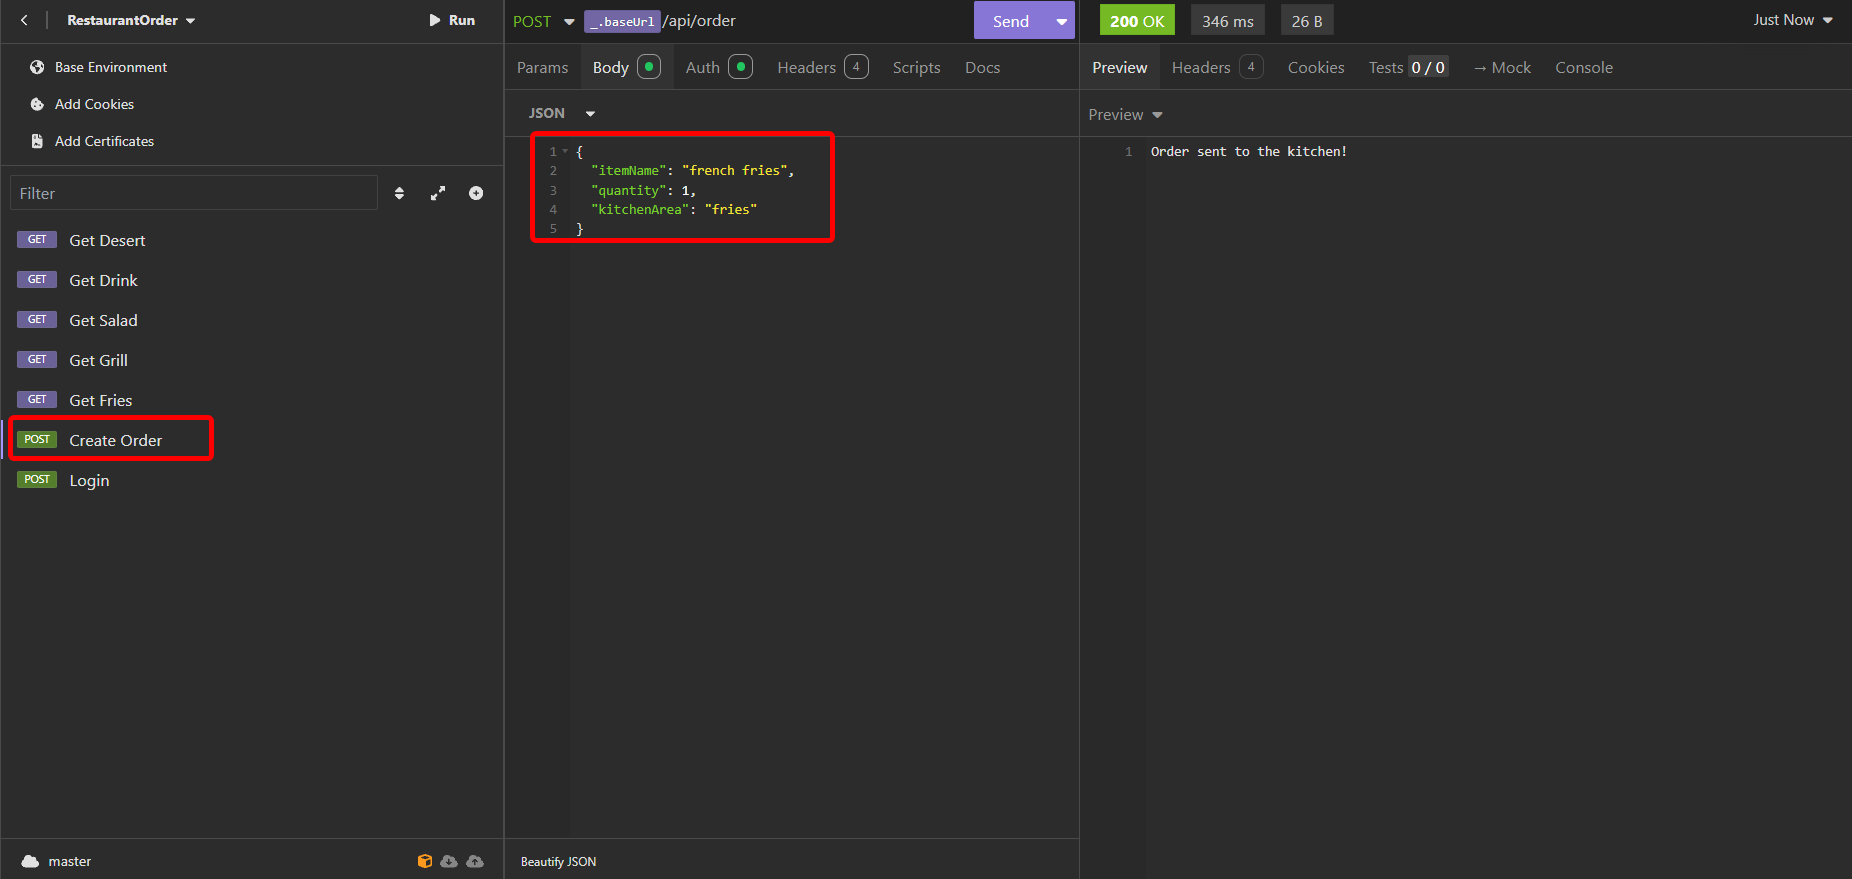 RestaurantOrder
Run
Base Environment
Add Cookies
Add Certificates
Filter
GET Get Desert
GET Get Drink
GET Get Salad
GET Get Grill
GET Get Fries
POST Create Order
POST Login
master
POST _.baseUrl /api/order
Send
Params Body Auth Headers 4 Scripts Docs
JSON
1 {
2 "itemName": "french fries",
3 "quantity": 1,
4 "kitchenArea": "fries"
5 }
Beautify JSON
200 OK 346 ms 26 B
Just Now
Preview Headers 4 Cookies Tests 0 / 0 → Mock Console
Preview
1 Order sent to the kitchen!